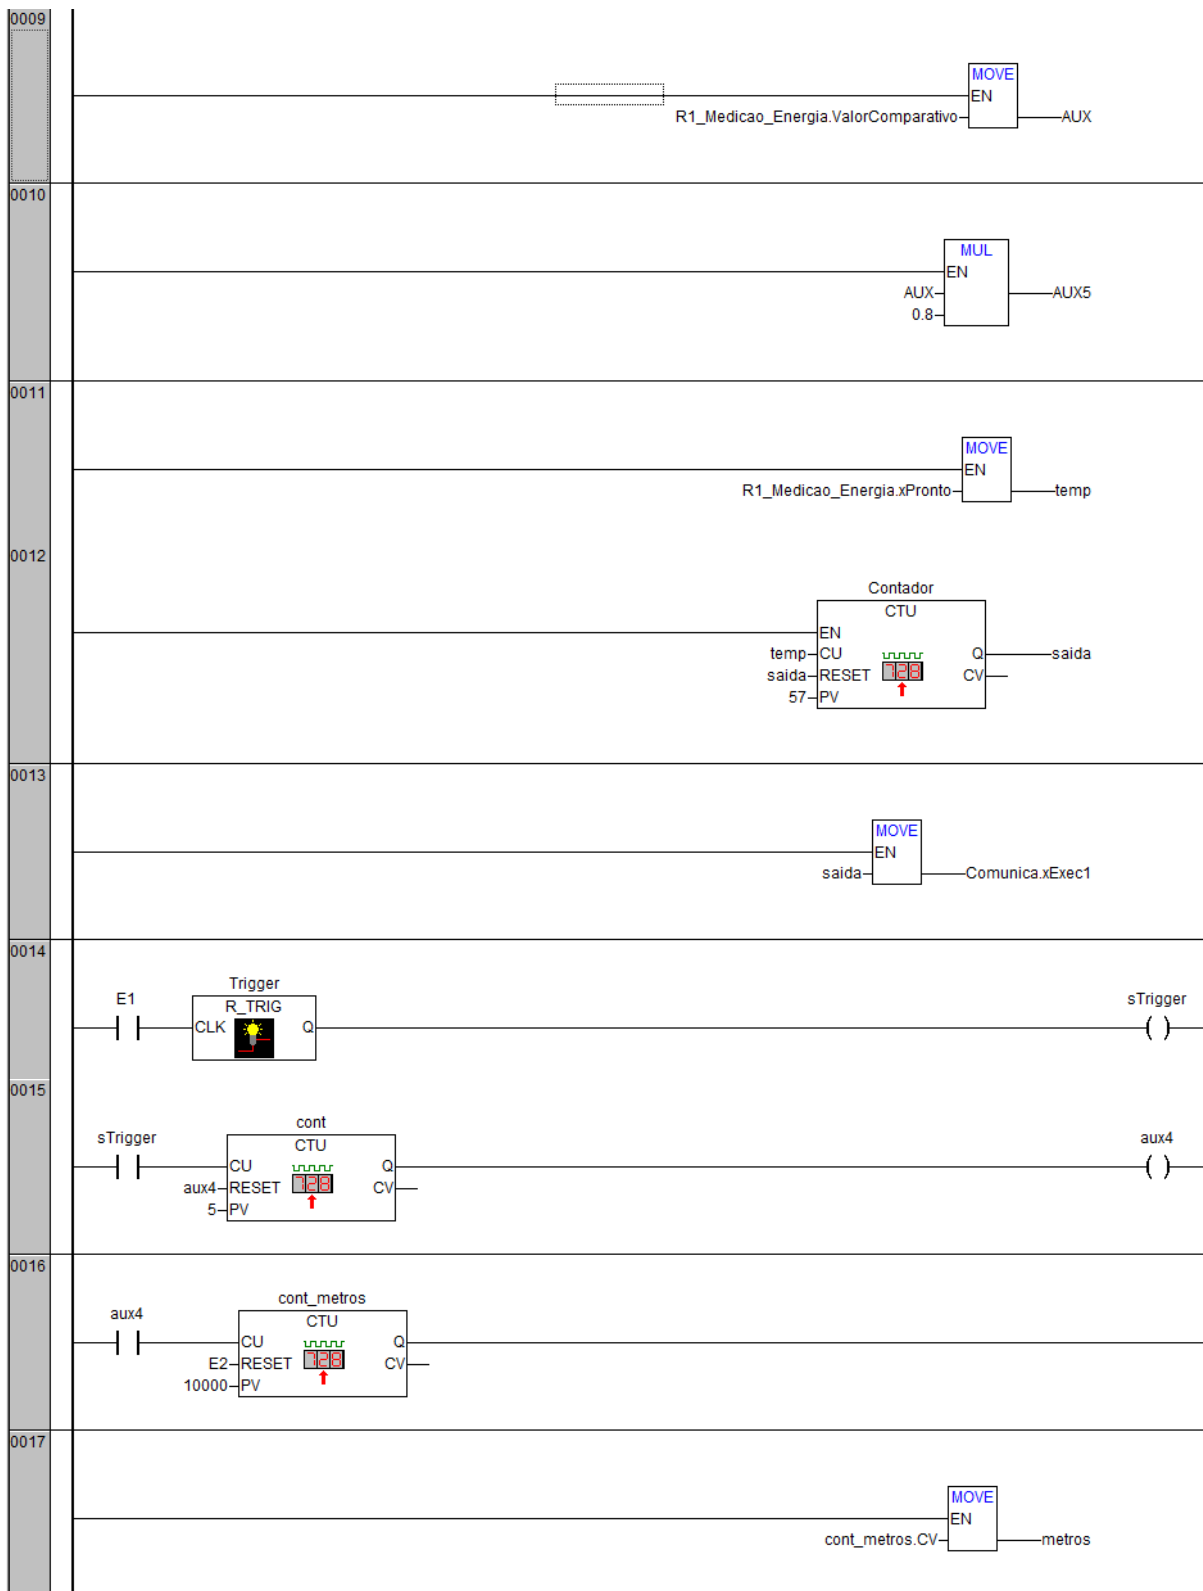 0009
MOVE
EN
R1_Medicao_Energia.ValorComparativo
AUX
0010
MUL
EN
AUX
AUX5
0.8
0011
MOVE
EN
R1_Medicao_Energia.xPronto
temp
0012
Contador
CTU
EN
temp CU Q saida
saida RESET 728 CV
57 PV
0013
MOVE
EN
saida
Comunica.xExec1
0014
Trigger
E1 R_TRIG sTrigger
CLK Q
0015
cont
sTrigger CTU aux4
CU Q
aux4 RESET 728 CV
5 PV
0016
cont_metros
aux4 CTU
CU Q
E2 RESET 728 CV
10000 PV
0017
MOVE
EN
cont_metros.CV
metros